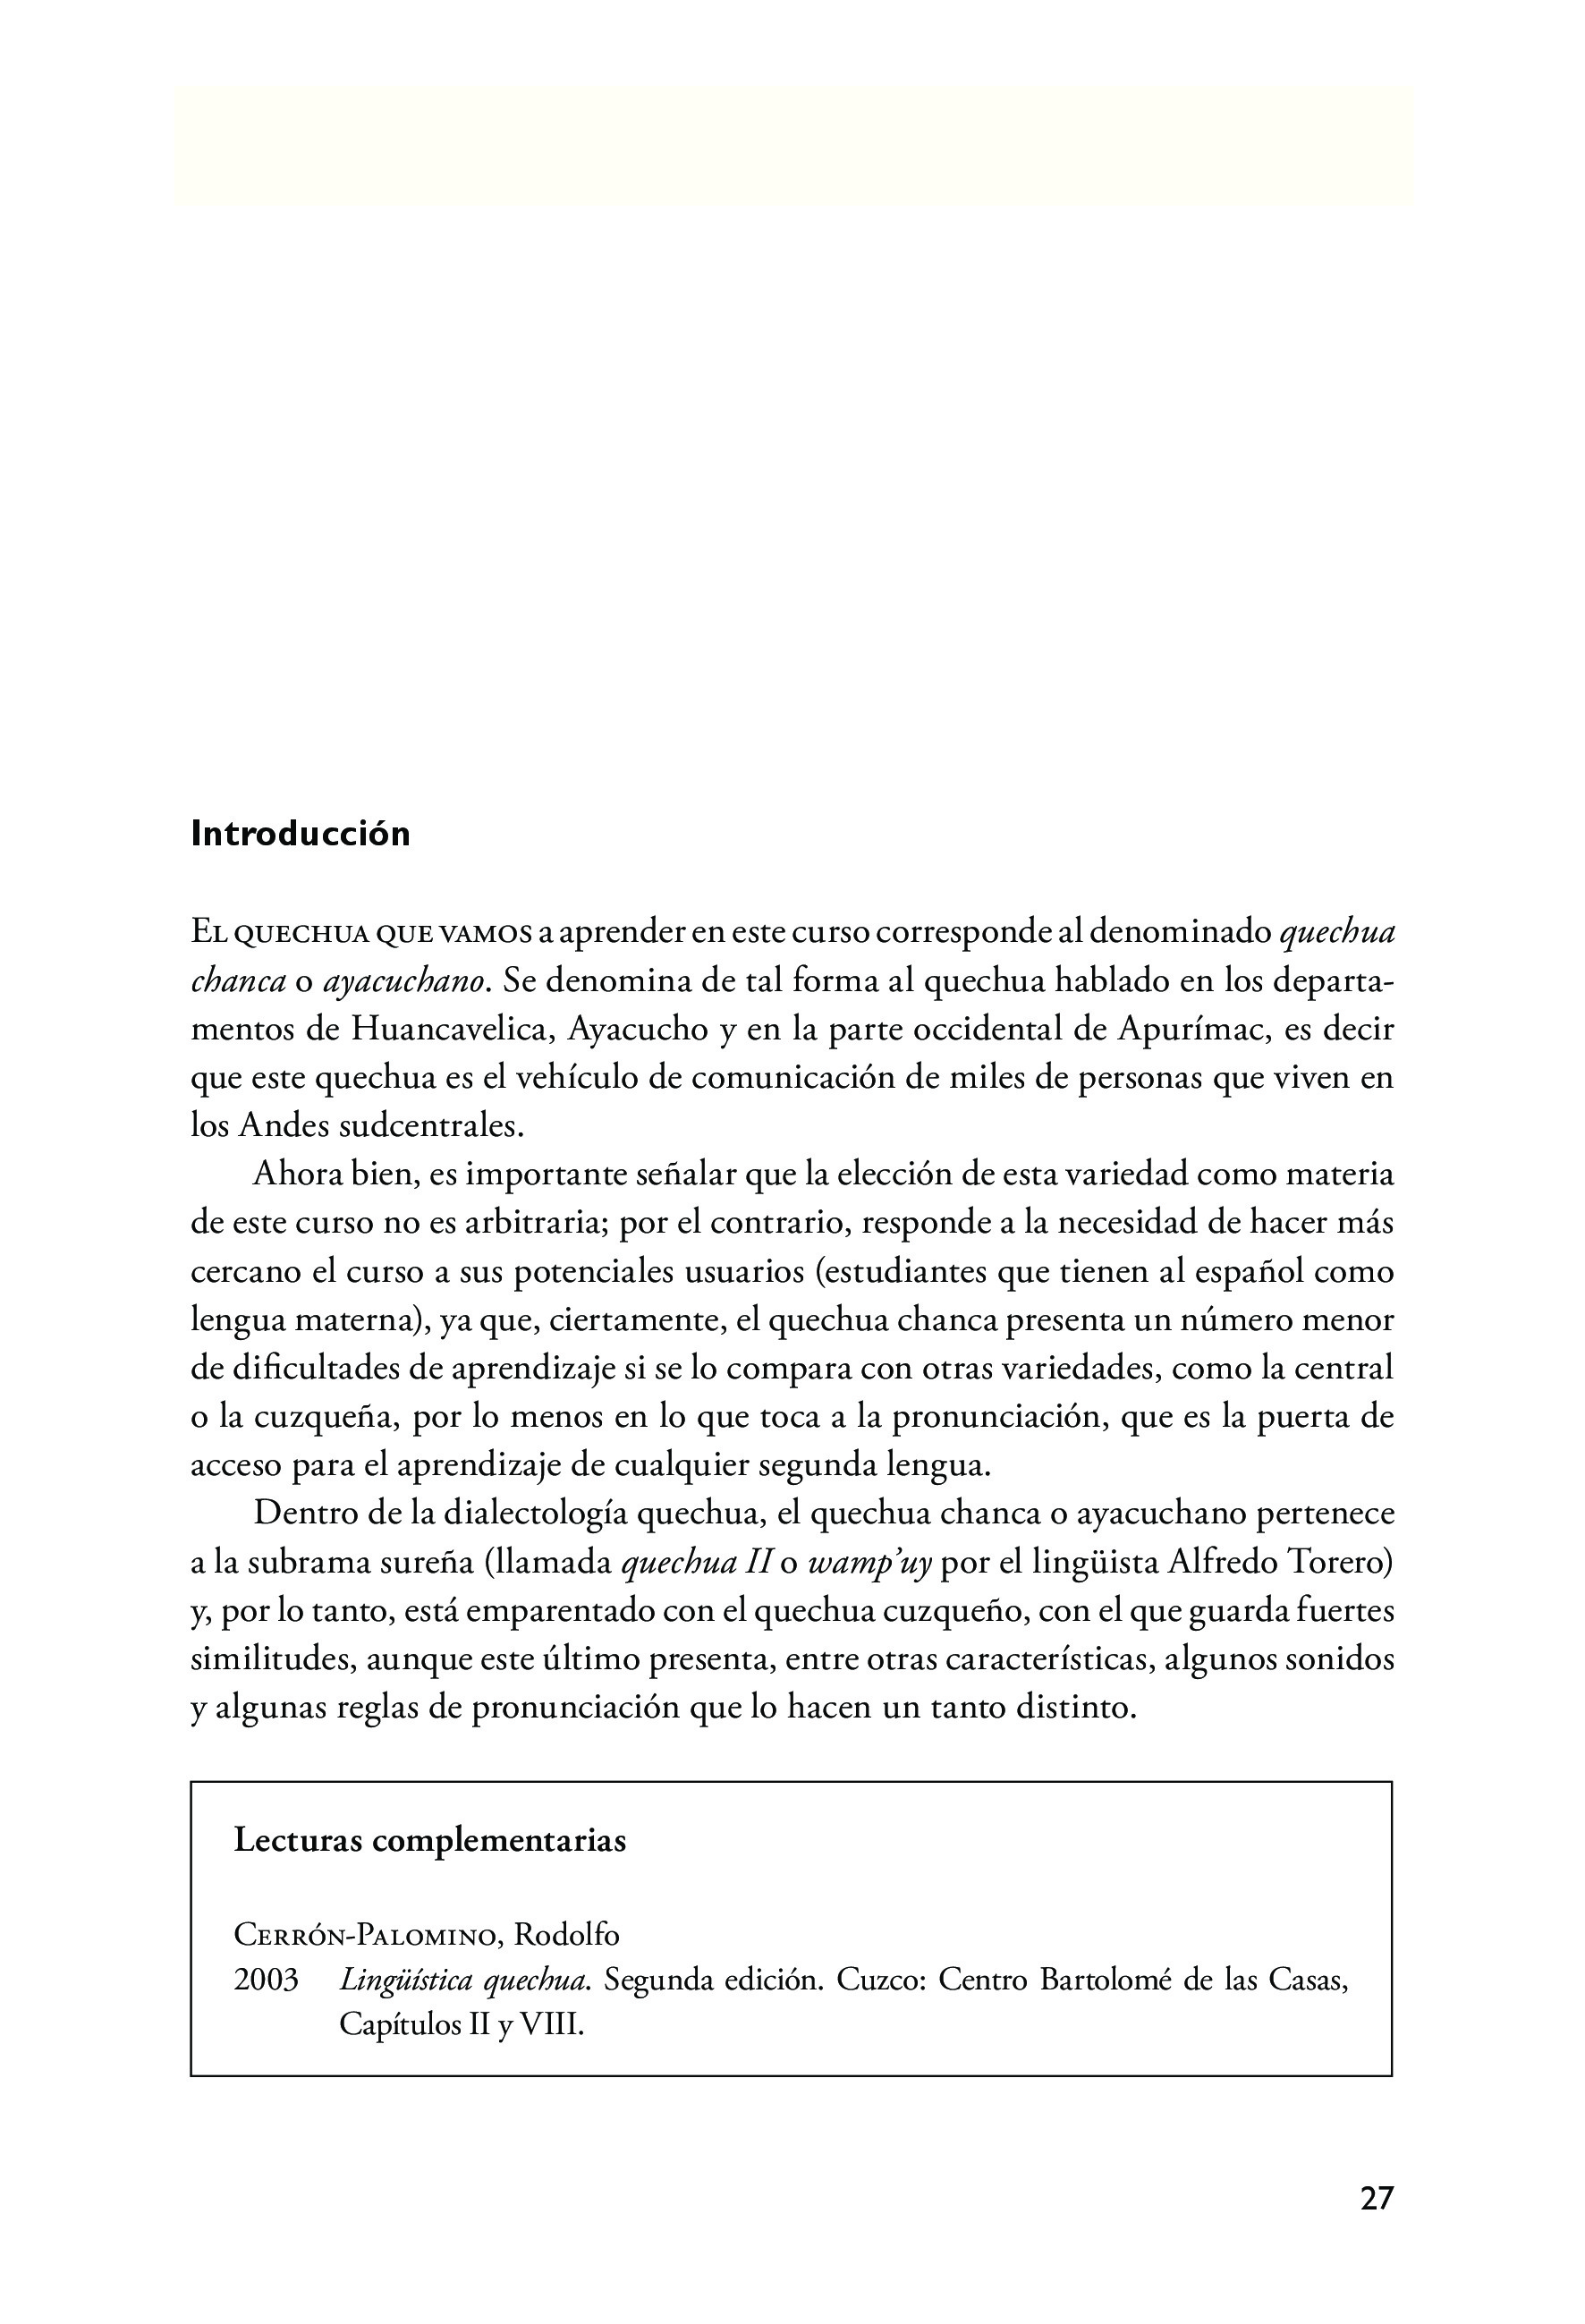 Introducción
El quechua que vamos a aprender en este curso corresponde al denominado quechua
chanca o ayacuchano. Se denomina de tal forma al quechua hablado en los departa-
mentos de Huancavelica, Ayacucho y en la parte occidental de Apurímac, es decir
que este quechua es el vehículo de comunicación de miles de personas que viven en
los Andes sudcentrales.
Ahora bien, es importante señalar que la elección de esta variedad como materia
de este curso no es arbitraria; por el contrario, responde a la necesidad de hacer más
cercano el curso a sus potenciales usuarios (estudiantes que tienen al español como
lengua materna), ya que, ciertamente, el quechua chanca presenta un número menor
de dificultades de aprendizaje si se lo compara con otras variedades, como la central
o la cuzqueña, por lo menos en lo que toca a la pronunciación, que es la puerta de
acceso para el aprendizaje de cualquier segunda lengua.
Dentro de la dialectología quechua, el quechua chanca o ayacuchano pertenece
a la subrama sureña (llamada quechua II o wamp’uy por el lingüista Alfredo Torero)
y, por lo tanto, está emparentado con el quechua cuzqueño, con el que guarda fuertes
similitudes, aunque este último presenta, entre otras características, algunos sonidos
y algunas reglas de pronunciación que lo hacen un tanto distinto.
Lecturas complementarias
Cerrón-Palomino, Rodolfo
2003 Lingüística quechua. Segunda edición. Cuzco: Centro Bartolomé de las Casas,
Capítulos II y VIII.
27